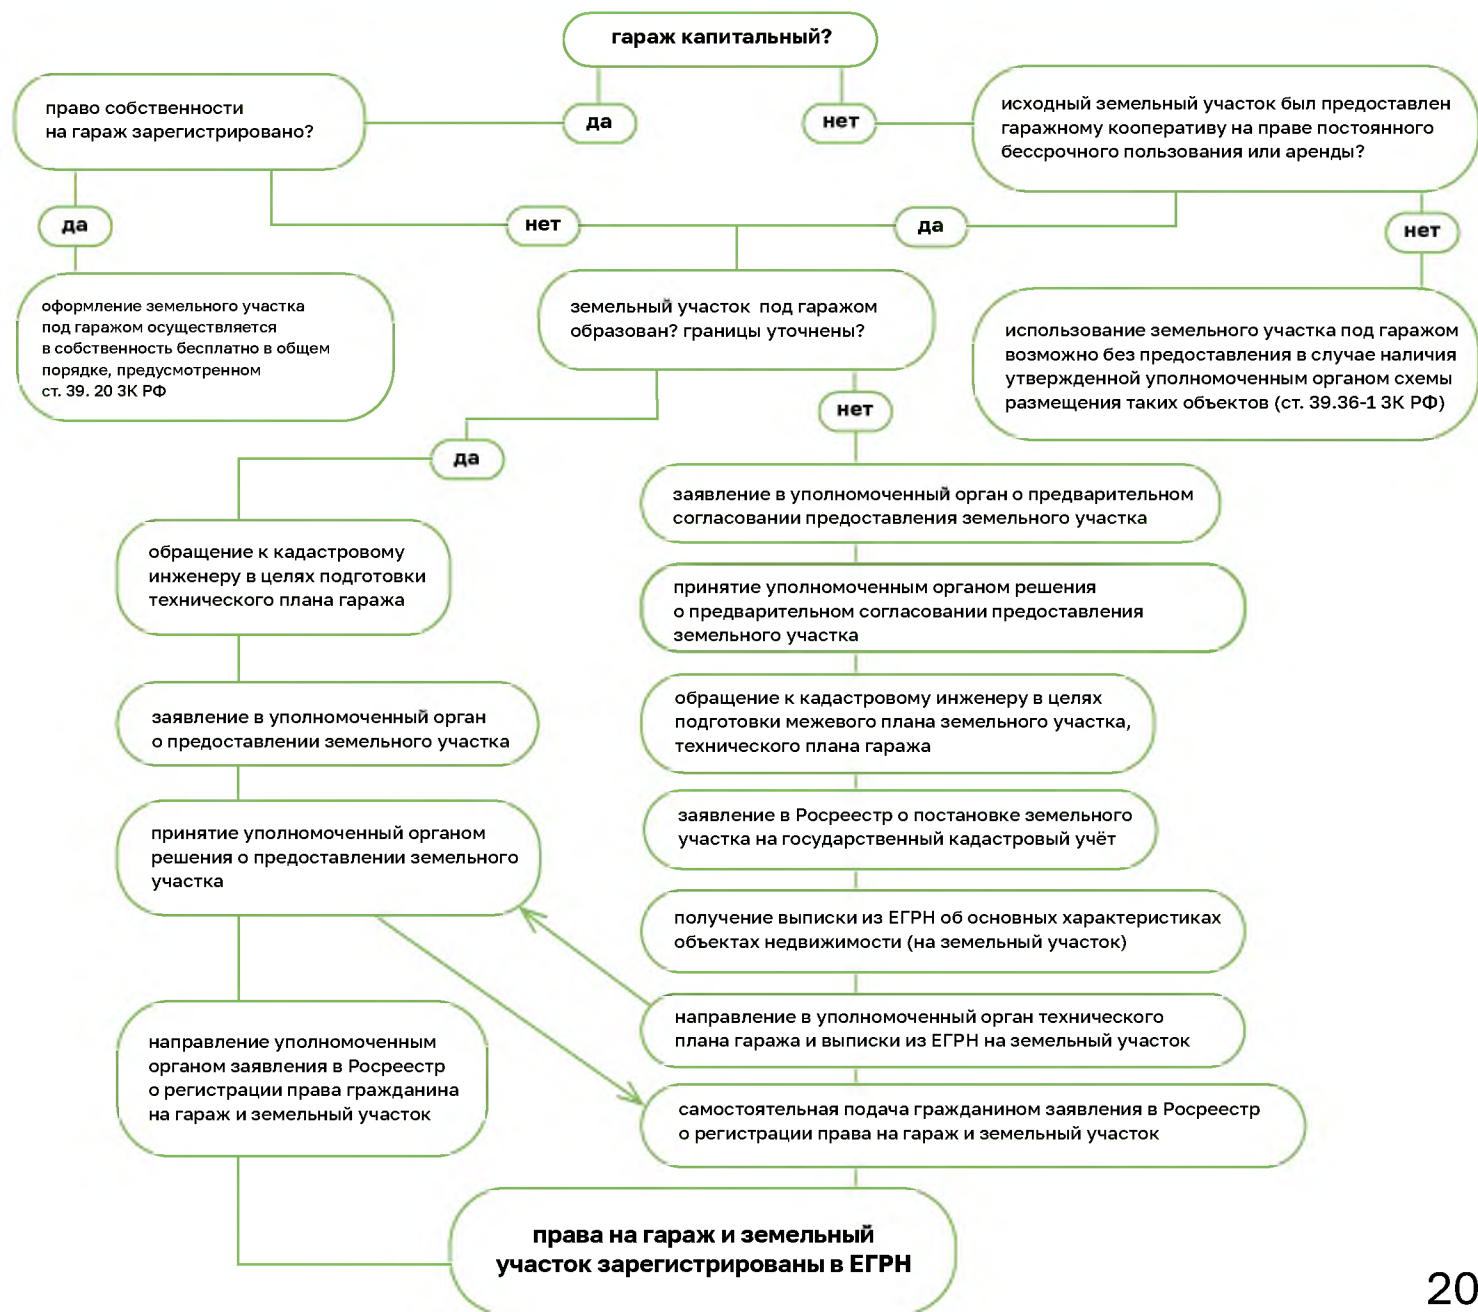 гараж капитальный?
да
нет
право собственности
на гараж зарегистрировано?
исходный земельный участок был предоставлен
гаражному кооперативу на праве постоянного
бессрочного пользования или аренды?
да
нет
да
нет
оформление земельного участка
под гаражом осуществляется
в собственность бесплатно в общем
порядке, предусмотренном
ст. 39. 20 ЗК РФ
земельный участок под гаражом
образован? границы уточнены?
использование земельного участка под гаражом
возможно без предоставления в случае наличия
утвержденной уполномоченным органом схемы
размещения таких объектов (ст. 39.36-1 ЗК РФ)
да
нет
обращение к кадастровому
инженеру в целях подготовки
технического плана гаража
заявление в уполномоченный орган
о предоставлении земельного участка
принятие уполномоченный органом
решения о предоставлении земельного
участка
направление уполномоченным
органом заявления в Росреестр
о регистрации права гражданина
на гараж и земельный участок
заявление в уполномоченный орган о предварительном
согласовании предоставления земельного участка
принятие уполномоченным органом решения
о предварительном согласовании предоставления
земельного участка
обращение к кадастровому инженеру в целях
подготовки межевого плана земельного участка,
технического плана гаража
заявление в Росреестр о постановке земельного
участка на государственный кадастровый учёт
получение выписки из ЕГРН об основных характеристиках
объектах недвижимости (на земельный участок)
направление в уполномоченный орган технического
плана гаража и выписки из ЕГРН на земельный участок
самостоятельная подача гражданином заявления в Росреестр
о регистрации права на гараж и земельный участок
права на гараж и земельный
участок зарегистрированы в ЕГРН
20